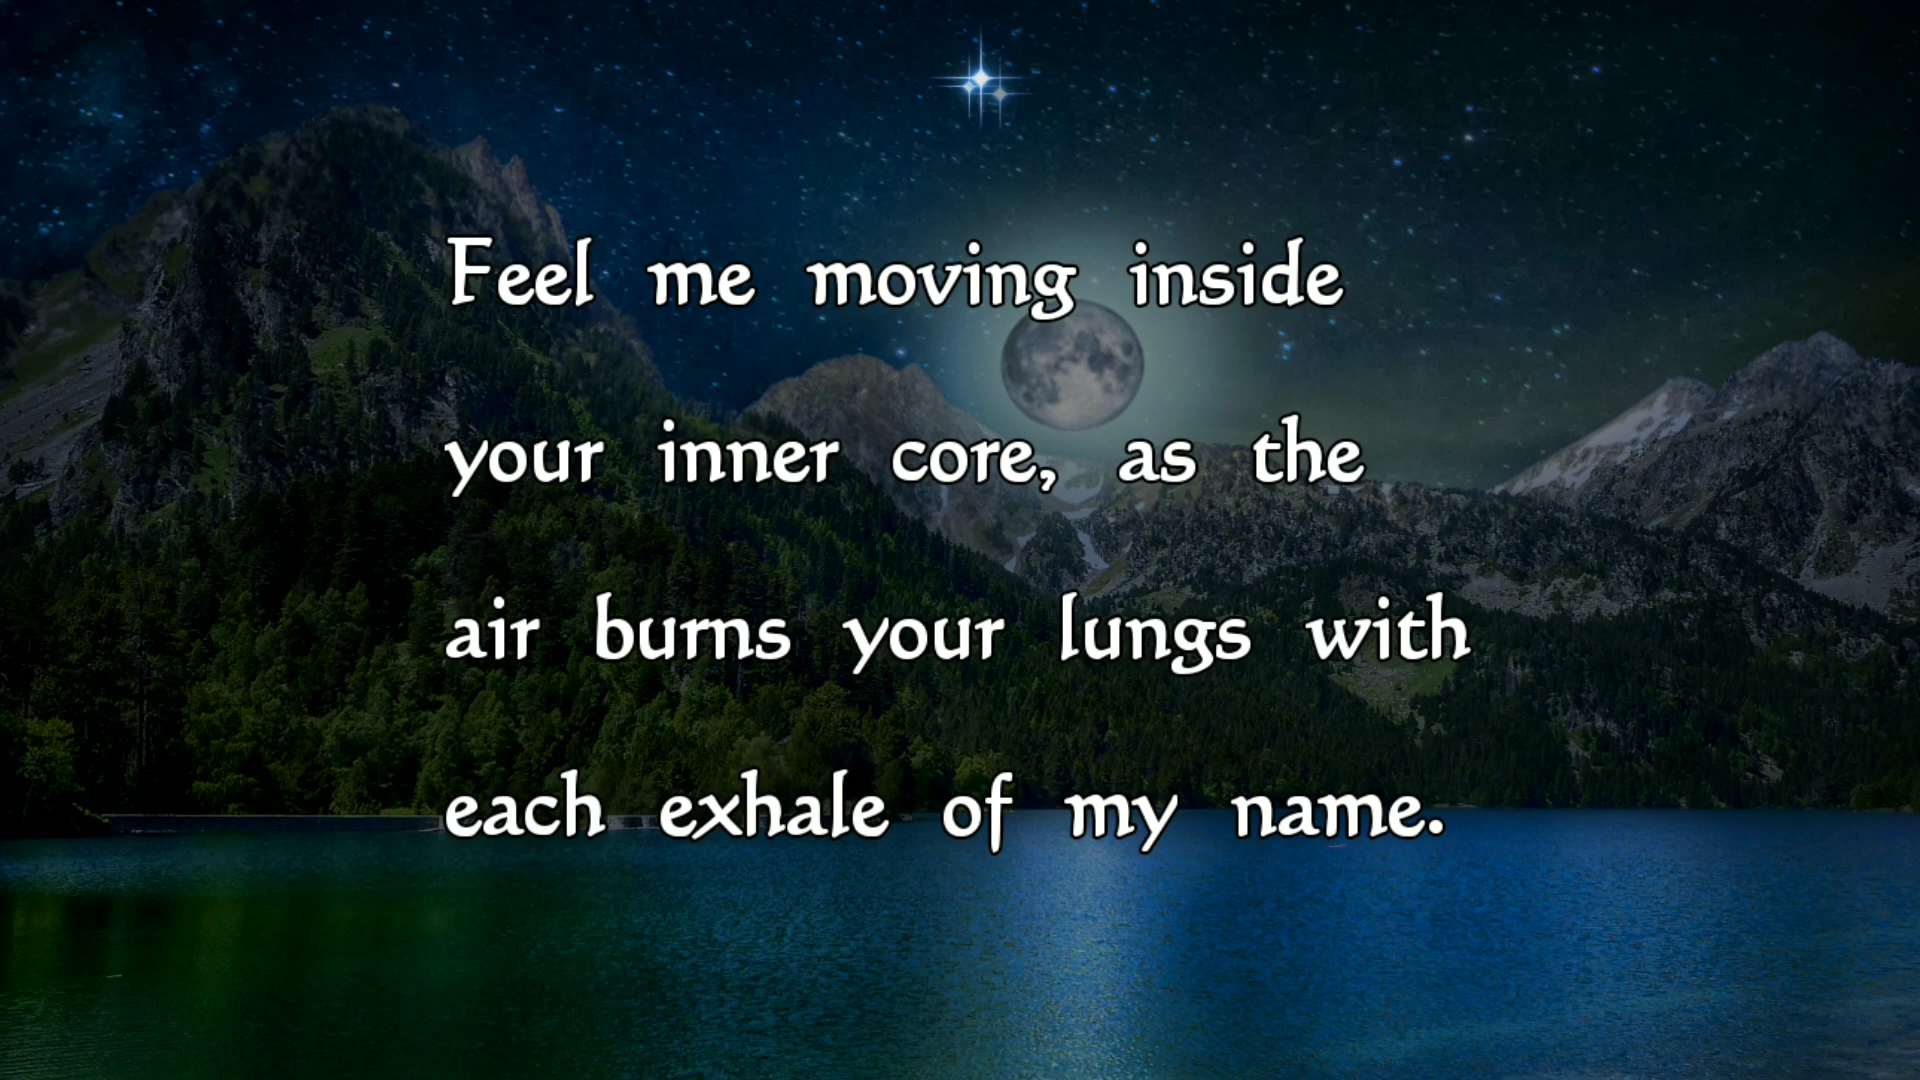 Feel me moving inside
your inner core, as the
air burns your lungs with
each exhale of my name.